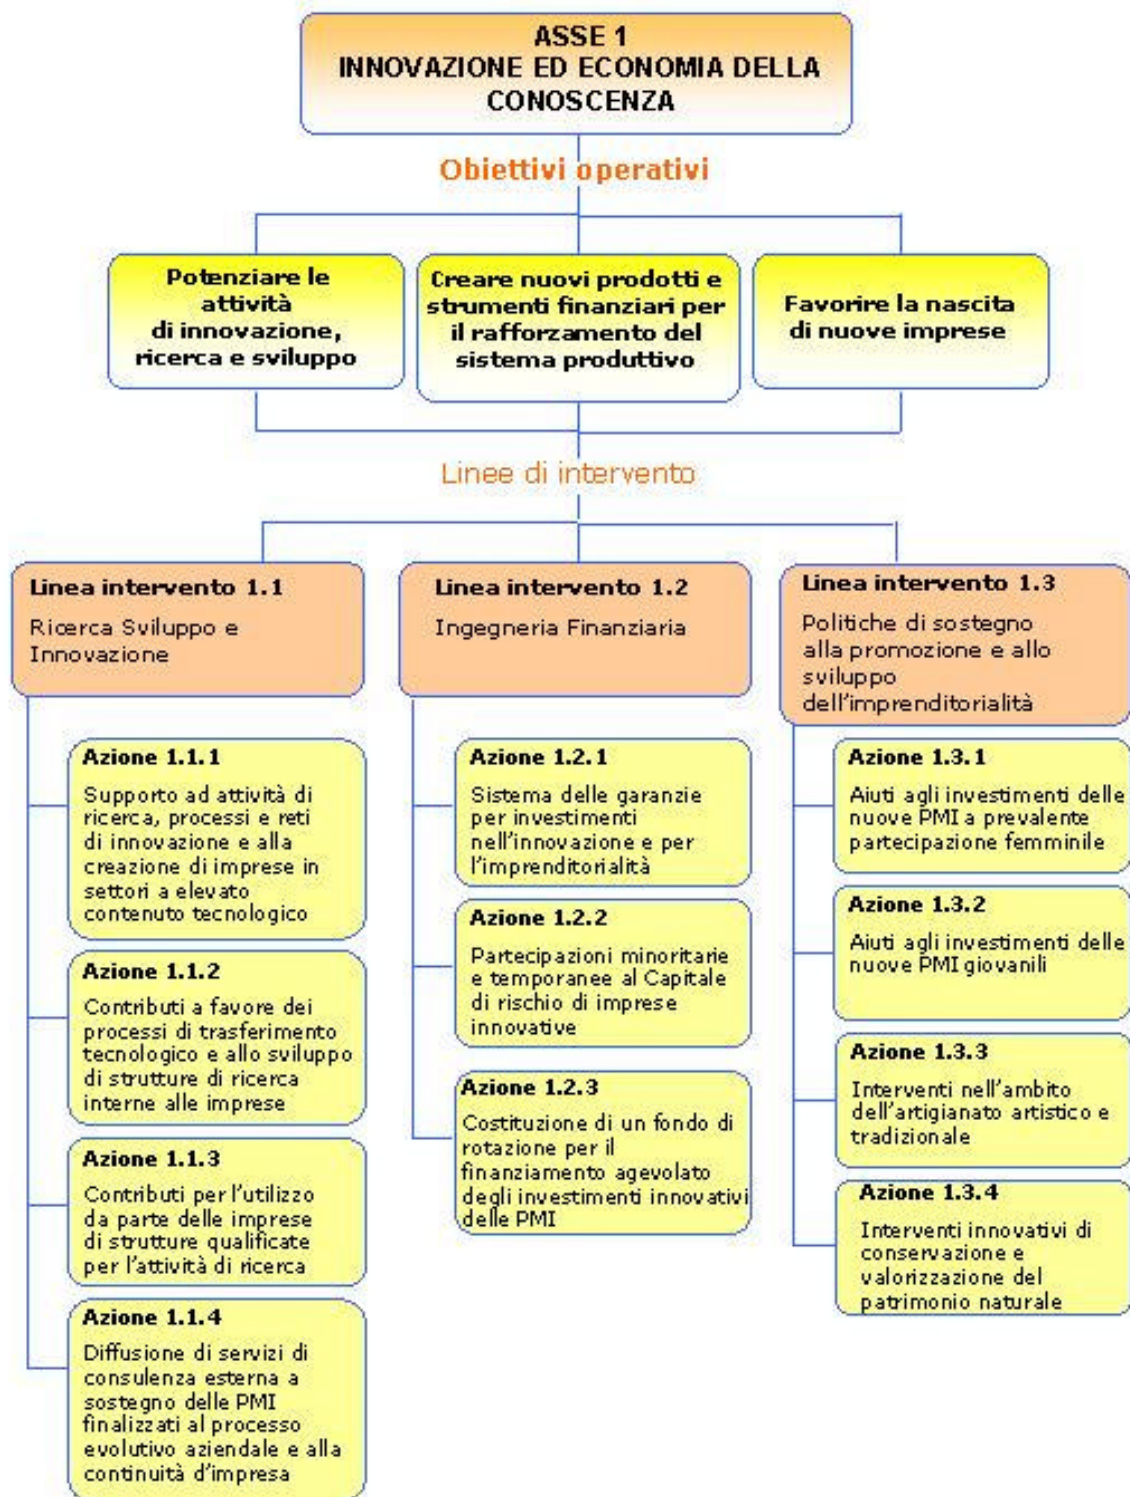 ASSE 1
INNOVAZIONE ED ECONOMIA DELLA
CONOSCENZA
Obiettivi operativi
Potenziare le
attività
di innovazione,
ricerca e sviluppo
Creare nuovi prodotti e
strumenti finanziari per
il rafforzamento del
sistema produttivo
Favorire la nascita
di nuove imprese
Linee di intervento
Linea intervento 1.1
Ricerca Sviluppo e
Innovazione
Azione 1.1.1
Supporto ad attività di
ricerca, processi e reti
di innovazione e alla
creazione di imprese in
settori a elevato
contenuto tecnologico
Azione 1.1.2
Contributi a favore dei
processi di trasferimento
tecnologico e allo sviluppo
di strutture di ricerca
interne alle imprese
Azione 1.1.3
Contributi per l'utilizzo
da parte delle imprese
di strutture qualificate
per l'attività di ricerca
Azione 1.1.4
Diffusione di servizi di
consulenza esterna a
sostegno delle PMI
finalizzati al processo
evolutivo aziendale e alla
continuità d'impresa
Linea intervento 1.2
Ingegneria Finanziaria
Azione 1.2.1
Sistema delle garanzie
per investimenti
nell'innovazione e per
l'imprenditorialità
Azione 1.2.2
Partecipazioni minoritarie
e temporanee al Capitale
di rischio di imprese
innovative
Azione 1.2.3
Costituzione di un fondo di
rotazione per il
finanziamento agevolato
degli investimenti innovativi
delle PMI
Linea intervento 1.3
Politiche di sostegno
alla promozione e allo
sviluppo
dell'imprenditorialità
Azione 1.3.1
Aiuti agli investimenti delle
nuove PMI a prevalente
partecipazione femminile
Azione 1.3.2
Aiuti agli investimenti delle
nuove PMI giovanili
Azione 1.3.3
Interventi nell'ambito
dell'artigianato artistico e
tradizionale
Azione 1.3.4
Interventi innovativi di
conservazione e
valorizzazione del
patrimonio naturale